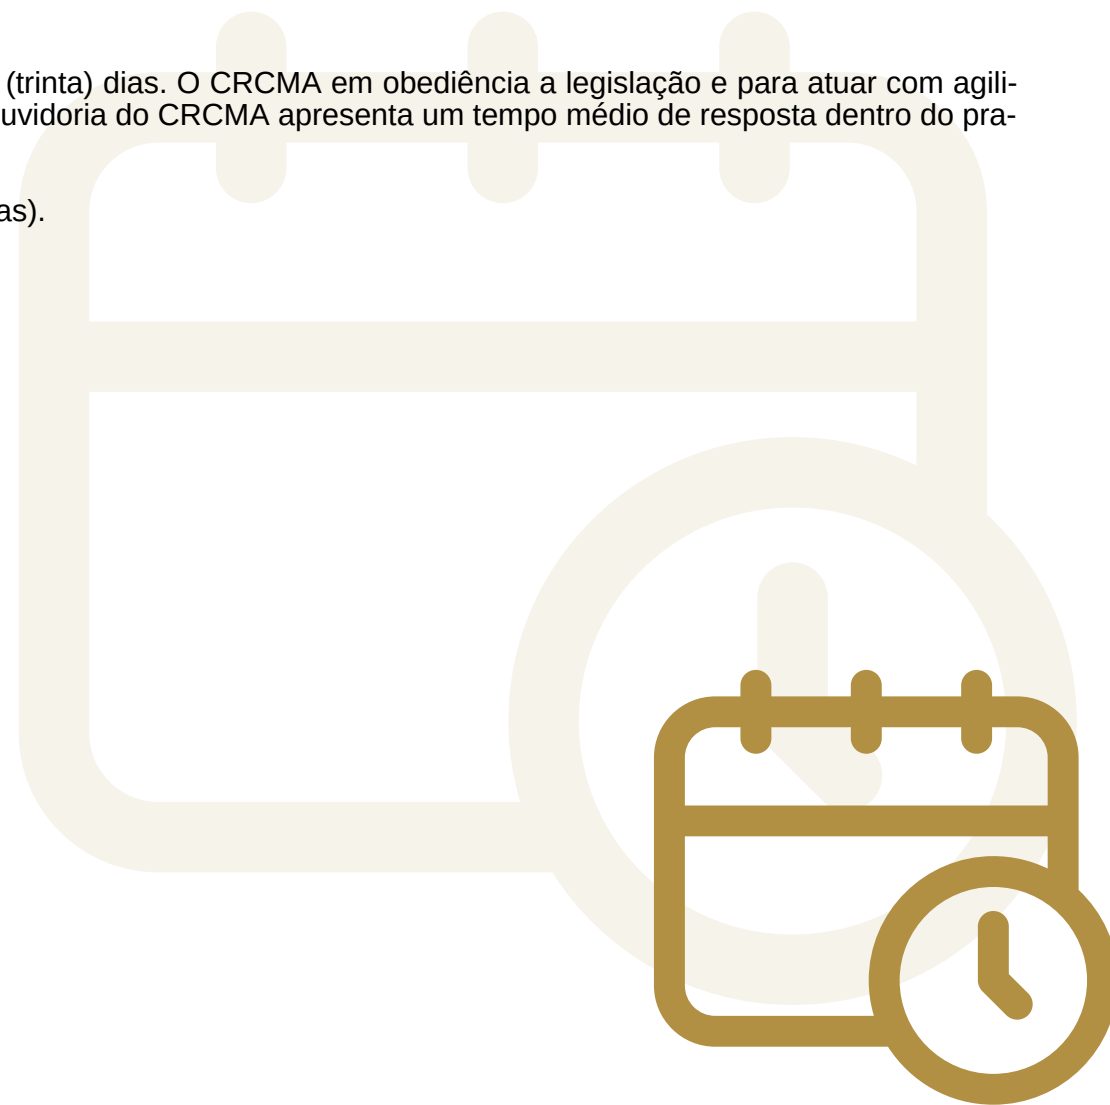 (trinta) dias. O CRCMA em obediência a legislação e para atuar com agili-
uvidoria do CRCMA apresenta um tempo médio de resposta dentro do pra-
as).